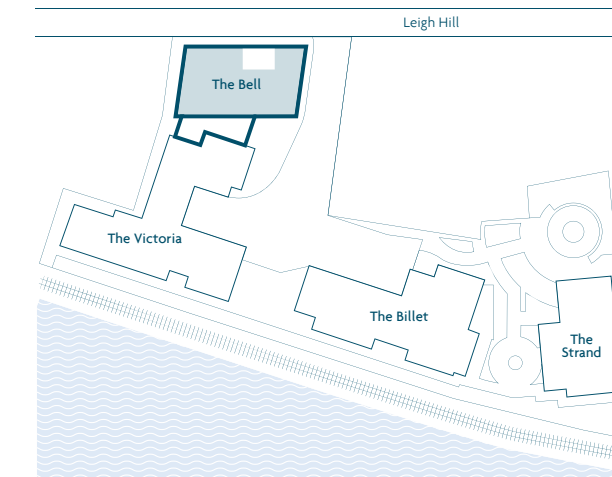 Leigh Hill
The Bell
The Victoria
The Billet
The
Strand